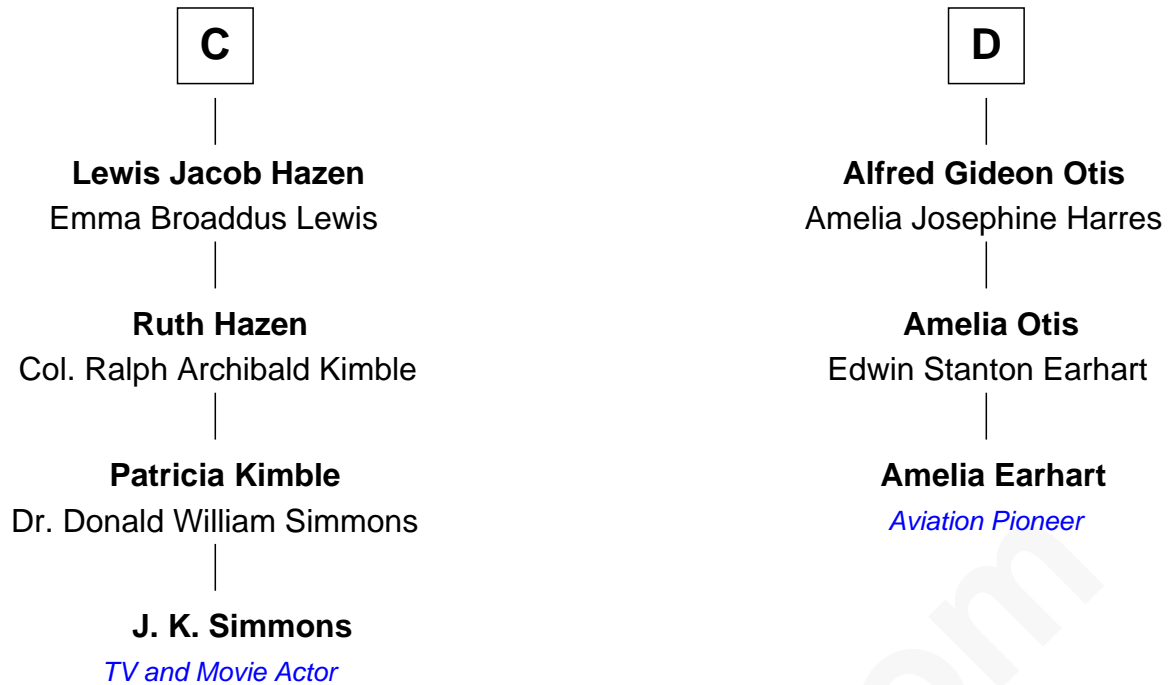 C
Lewis Jacob Hazen
Emma Broaddus Lewis
Ruth Hazen
Col. Ralph Archibald Kimble
Patricia Kimble
Dr. Donald William Simmons
J. K. Simmons
TV and Movie Actor
D
Alfred Gideon Otis
Amelia Josephine Harres
Amelia Otis
Edwin Stanton Earhart
Amelia Earhart
Aviation Pioneer
om